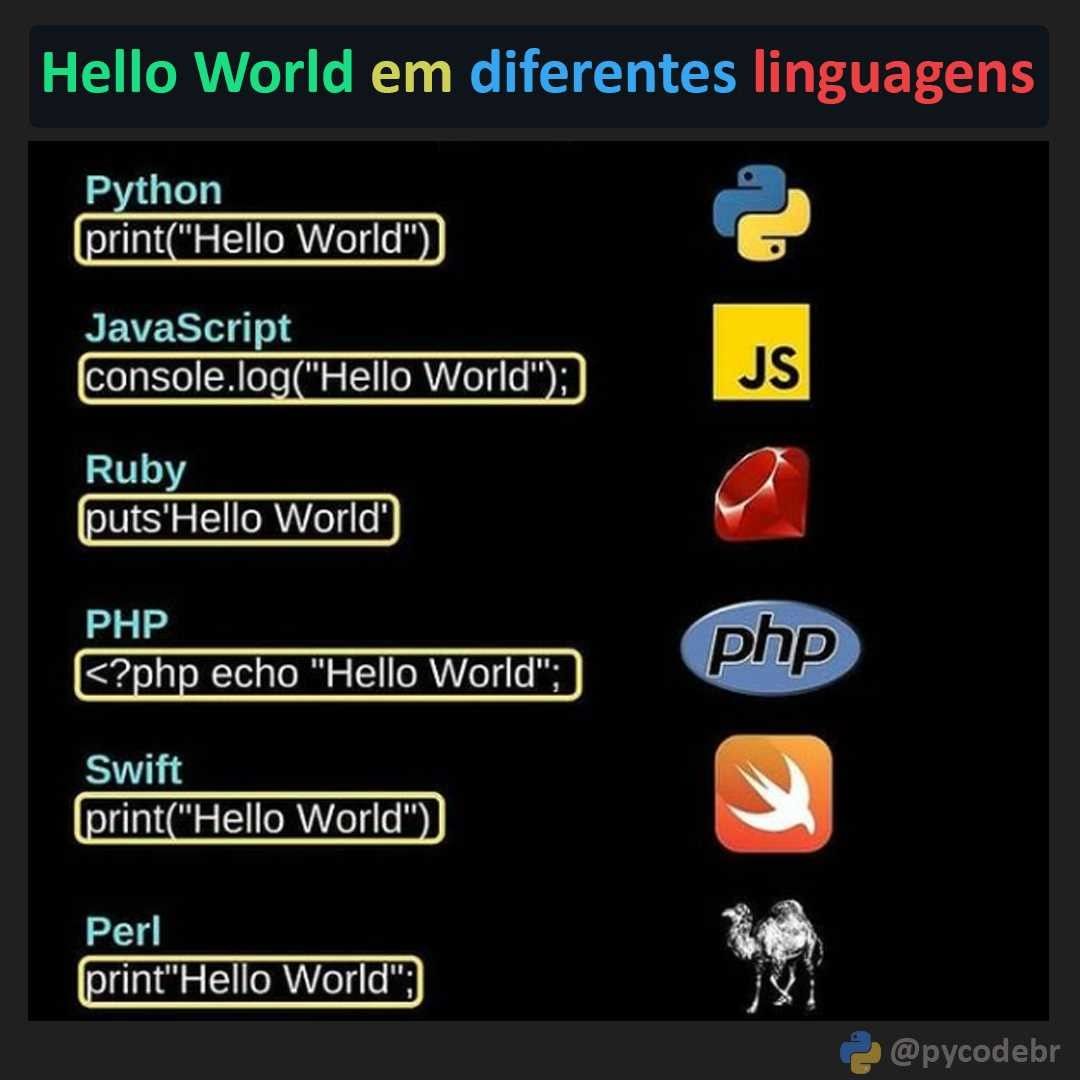 Hello World em diferentes linguagens
Python
print("Hello World")
JavaScript
console.log("Hello World");
JS
Ruby
puts'Hello World'
PHP
<?php echo "Hello World";
php
Swift
print("Hello World")
Perl
print"Hello World";
@pycodebr